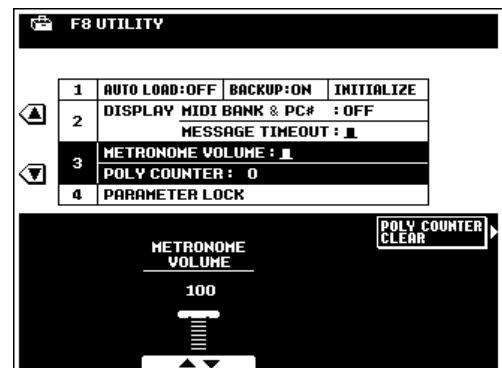 F8 UTILITY
1 AUTO LOAD:OFF BACKUP:ON INITIALIZE
2 DISPLAY MIDI BANK & PC# :OFF
MESSAGE TIMEOUT:
3 METRONOME VOLUME:
POLY COUNTER: 0
4 PARAMETER LOCK
POLY COUNTER
CLEAR
METRONOME
VOLUME
100